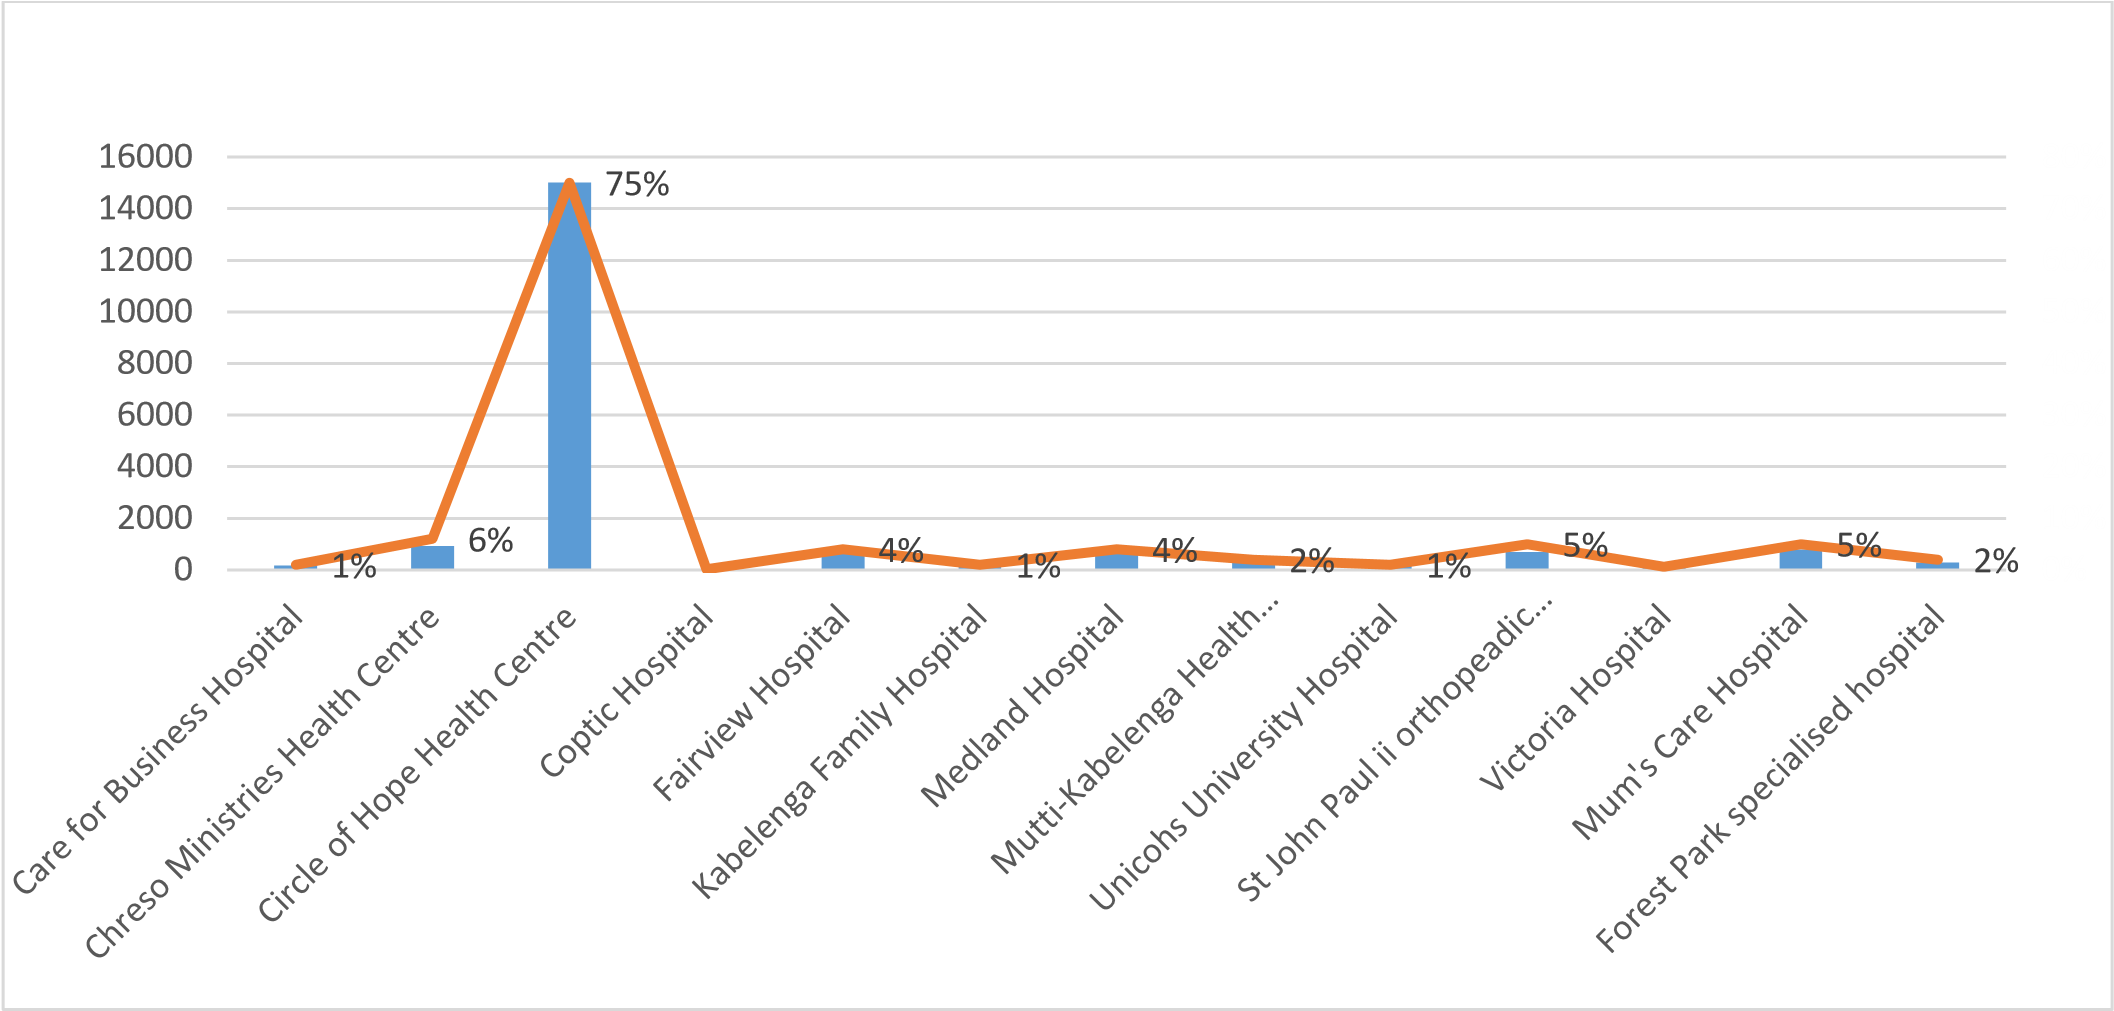 16000
14000
12000
10000
8000
6000
4000
2000
0
1%
6%
75%
4%
1%
4%
2%
1%
5%
5%
2%
Care for Business Hospital
Chreso Ministries Health Centre
Circle of Hope Health Centre
Coptic Hospital
Fairview Hospital
Kabelenga Family Hospital
Medland Hospital
Mutti-Kabelenga Health...
Unicohs University Hospital
St John Paul ii orthopeadic...
Victoria Hospital
Mum's Care Hospital
Forest Park specialised hospital